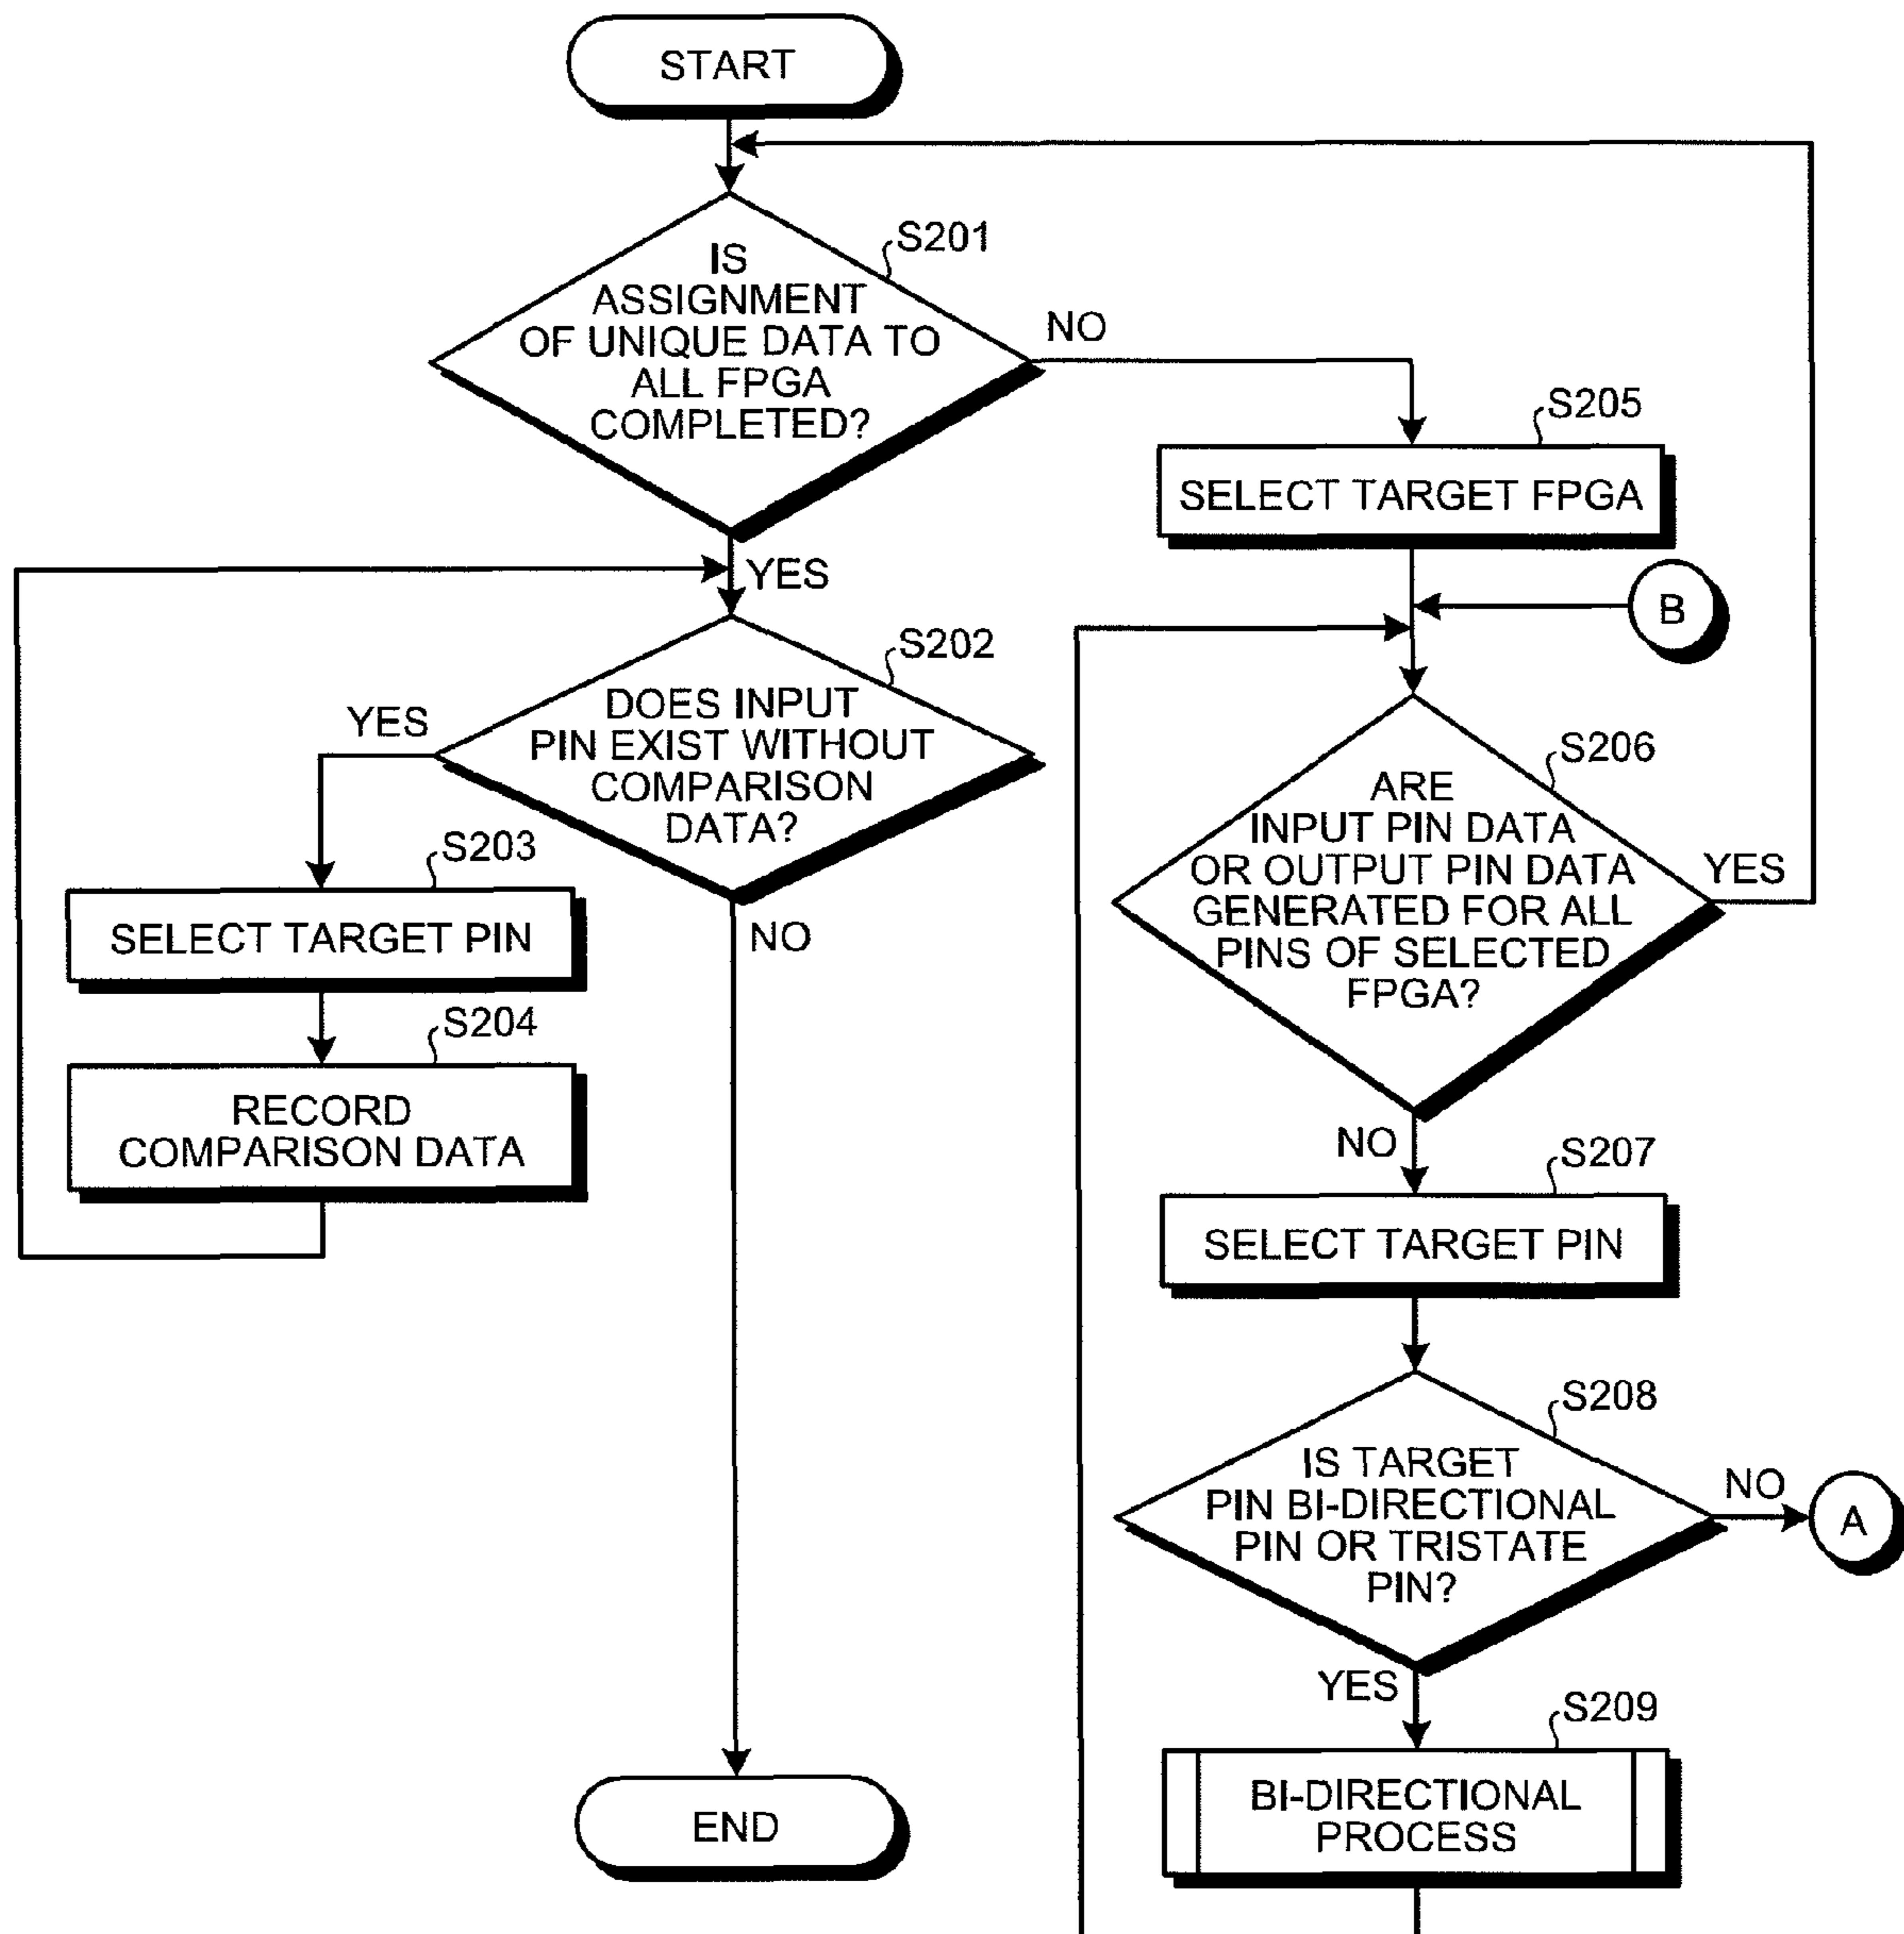 START
S201
IS
ASSIGNMENT
OF UNIQUE DATA TO
ALL FPGA
COMPLETED?
NO
YES
S202
DOES INPUT
PIN EXIST WITHOUT
COMPARISON
DATA?
YES
NO
S203
SELECT TARGET PIN
S204
RECORD
COMPARISON DATA
END
S205
SELECT TARGET FPGA
B
S206
ARE
INPUT PIN DATA
OR OUTPUT PIN DATA
GENERATED FOR ALL
PINS OF SELECTED
FPGA?
YES
NO
S207
SELECT TARGET PIN
S208
IS TARGET
PIN BI-DIRECTIONAL
PIN OR TRISTATE
PIN?
NO
A
YES
S209
BI-DIRECTIONAL
PROCESS